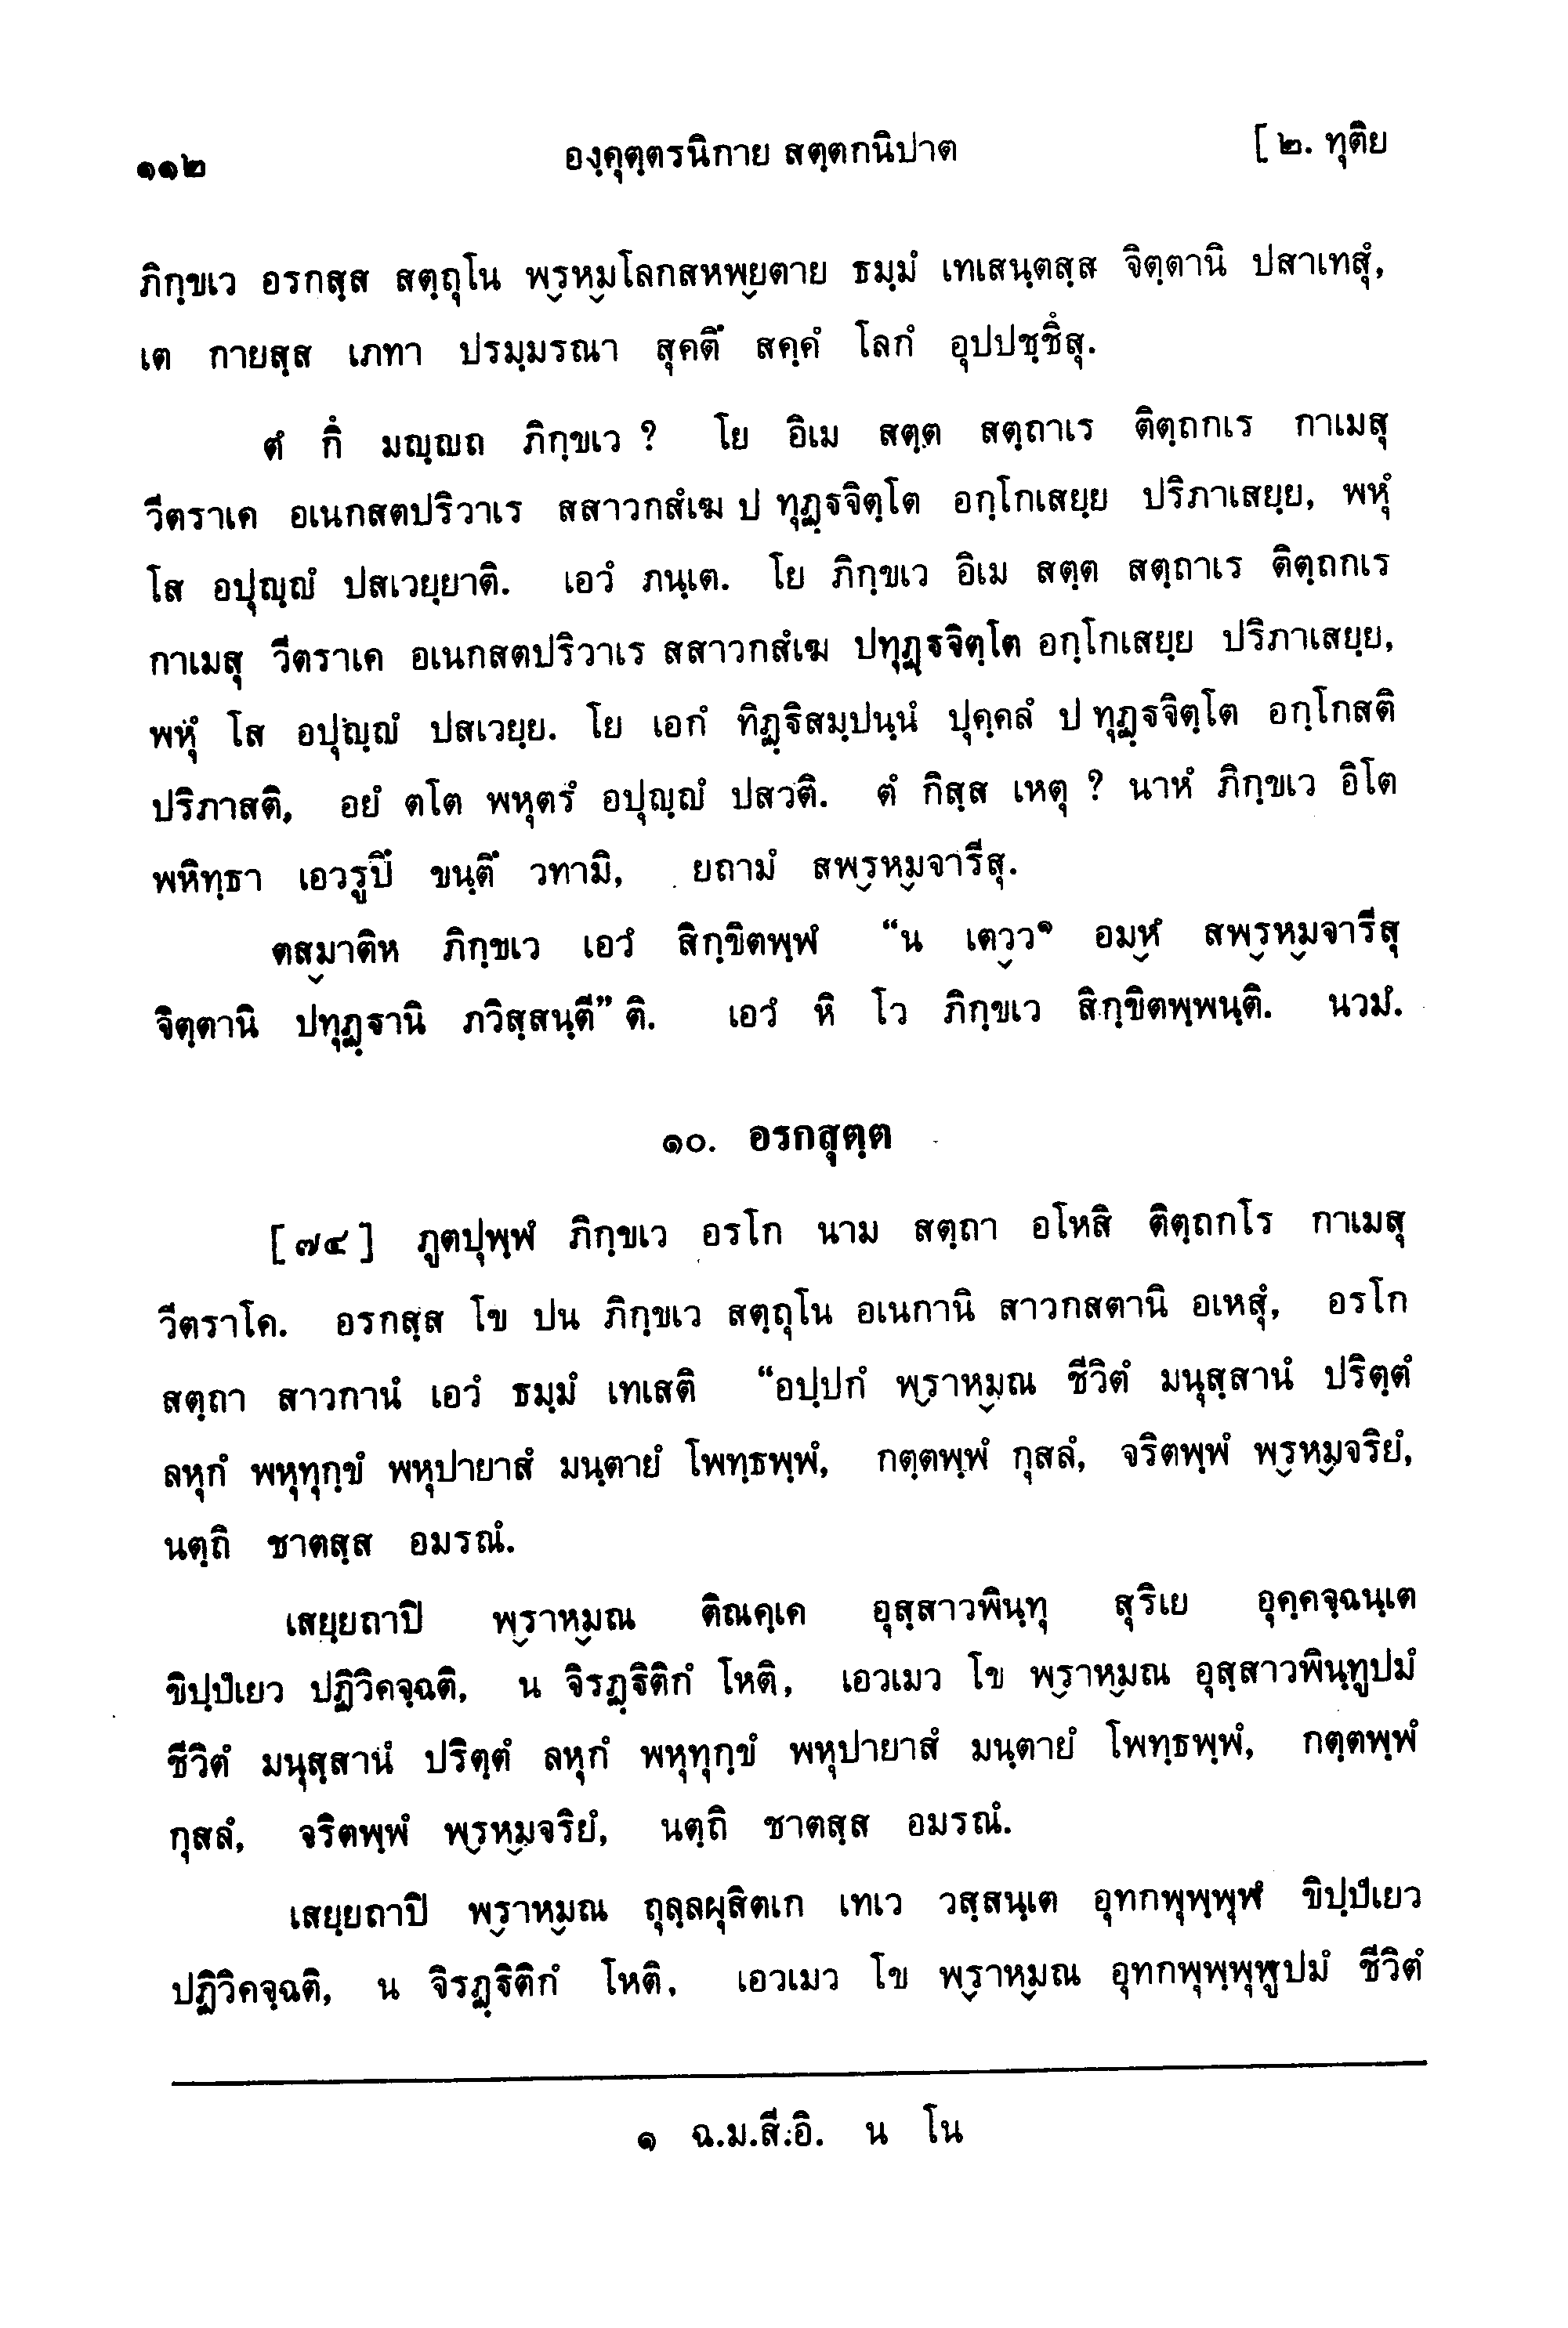 ๑๑๒ องฺคุตฺตรนิกาย สตฺตกนิปาต [ ๒. ทุติย
ภิกฺขเว อรกสฺส สตฺถุโน พฺรหฺมโลกสหพฺยตาย ธมฺมํ เทเสนฺตสฺส จิตฺตานิ ปสาเทสุํ,
เต กายสฺส เภทา ปรมฺมรณา สุคตึ สคฺคํ โลกํ อุปปชฺชึสุ.
ตํ กึ มญฺญถ ภิกฺขเว ? โย อิเม สตฺต สตฺถาเร ติตฺถกเร กาเมสุ
วีตราเค อเนกสตปริวาเร สสาวกสํเฆ ป ทุฏฺฐจิตฺโต อกฺโกเสยฺย ปริภาเสยฺย, พหุํ
โส อปุญฺญํ ปสเวยฺยาติ. เอวํ ภนฺเต. โย ภิกฺขเว อิเม สตฺต สตฺถาเร ติตฺถกเร
กาเมสุ วีตราเค อเนกสตปริวาเร สสาวกสํเฆ ปทุฏฺฐจิตฺโต อกฺโกเสยฺย ปริภาเสยฺย,
พหุํ โส อปุญฺญํ ปสเวยฺย. โย เอกํ ทิฏฺฐิสมฺปนฺนํ ปุคฺคลํ ป ทุฏฺฐจิตฺโต อกฺโกสติ
ปริภาสติ, อยํ ตโต พหุตรํ อปุญฺญํ ปสวติ. ตํ กิสฺส เหตุ ? นาหํ ภิกฺขเว อิโต
พหิทฺธา เอวรูปึ ขนฺตึ วทามิ, ยถามํ สพฺรหฺมจารีสุ.
ตสฺมาติห ภิกฺขเว เอวํ สิกฺขิตพฺพํ “น เตฺวว๑ อมฺหํ สพฺรหฺมจารีสุ
จิตฺตานิ ปทุฏฺฐานิ ภวิสฺสนฺตี” ติ. เอวํ หิ โว ภิกฺขเว สิกฺขิตพฺพนฺติ. นวมํ.
๑๐. อรกสุตฺต
[ ๗๔ ] ภูตปุพฺพํ ภิกฺขเว อรโก นาม สตฺถา อโหสิ ติตฺถกโร กาเมสุ
วีตราโค. อรกสฺส โข ปน ภิกฺขเว สตฺถุโน อเนกานิ สาวกสตานิ อเหสุํ, อรโก
สตฺถา สาวกานํ เอวํ ธมฺมํ เทเสติ “อปฺปกํ พฺราหฺมณ ชีวิตํ มนุสฺสานํ ปริตฺตํ
ลหุกํ พหุทุกฺขํ พหุปายาสํ มนฺตายํ โพทฺธพฺพํ, กตฺตพฺพํ กุสลํ, จริตพฺพํ พฺรหฺมจริยํ,
นตฺถิ ชาตสฺส อมรณํ.
เสยฺยถาปิ พฺราหฺมณ ติณคฺเค อุสฺสาวพินฺทุ สุริเย อุคฺคจฺฉนฺเต
ขิปฺปํเยว ปฏิวิคจฺฉติ, น จิรฏฺฐิติกํ โหติ, เอวเมว โข พฺราหฺมณ อุสฺสาวพินฺทูปมํ
ชีวิตํ มนุสฺสานํ ปริตฺตํ ลหุกํ พหุทุกฺขํ พหุปายาสํ มนฺตายํ โพทฺธพฺพํ, กตฺตพฺพํ
กุสลํ, จริตพฺพํ พฺรหฺมจริยํ, นตฺถิ ชาตสฺส อมรณํ.
เสยฺยถาปิ พฺราหฺมณ ถุลฺลผุสิตเก เทเว วสฺสนฺเต อุทกพุพฺพุฬํ ขิปฺปํเยว
ปฏิวิคจฺฉติ, น จิรฏฺฐิติกํ โหติ, เอวเมว โข พฺราหฺมณ อุทกพุพฺพุฬูปมํ ชีวิตํ
๑ ฉ.ม.สี.อิ. น โน